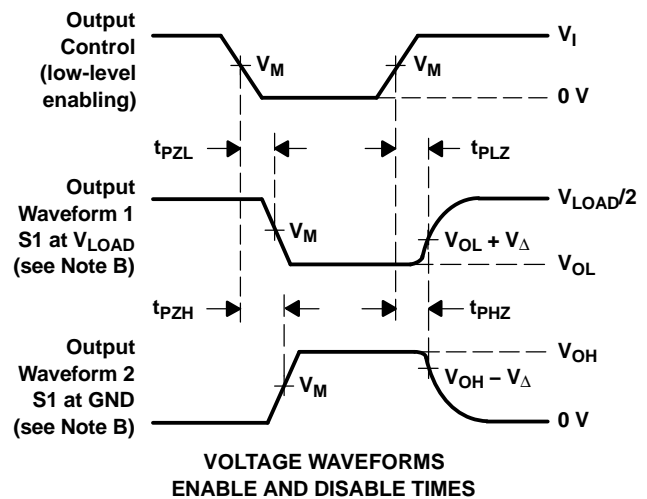 Output
Control
(low-level
enabling)
VM
VM
VI
0 V
tPZL
tPLZ
Output
Waveform 1
S1 at VLOAD
(see Note B)
VM
VLOAD/2
VOL + VΔ
VOL
tPZH
tPHZ
Output
Waveform 2
S1 at GND
(see Note B)
VM
VOH
VOH − VΔ
0 V
VOLTAGE WAVEFORMS
ENABLE AND DISABLE TIMES